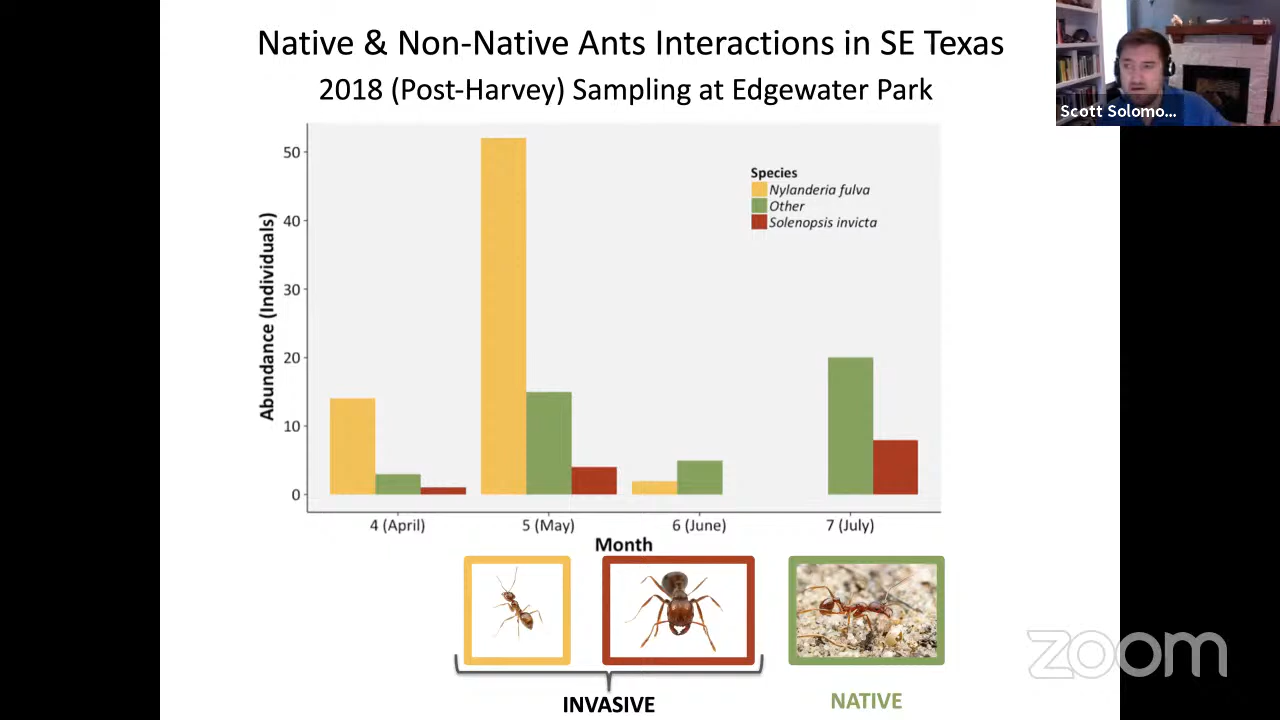 Native & Non-Native Ants Interactions in SE Texas
2018 (Post-Harvey) Sampling at Edgewater Park
Scott Solomo...
50
40
30
20
10
0
Abundance (Individuals)
Species
Nylanderia fulva
Other
Solenopsis invicta
4 (April)
5 (May)
6 (June)
7 (July)
Month
INVASIVE
NATIVE
zoom